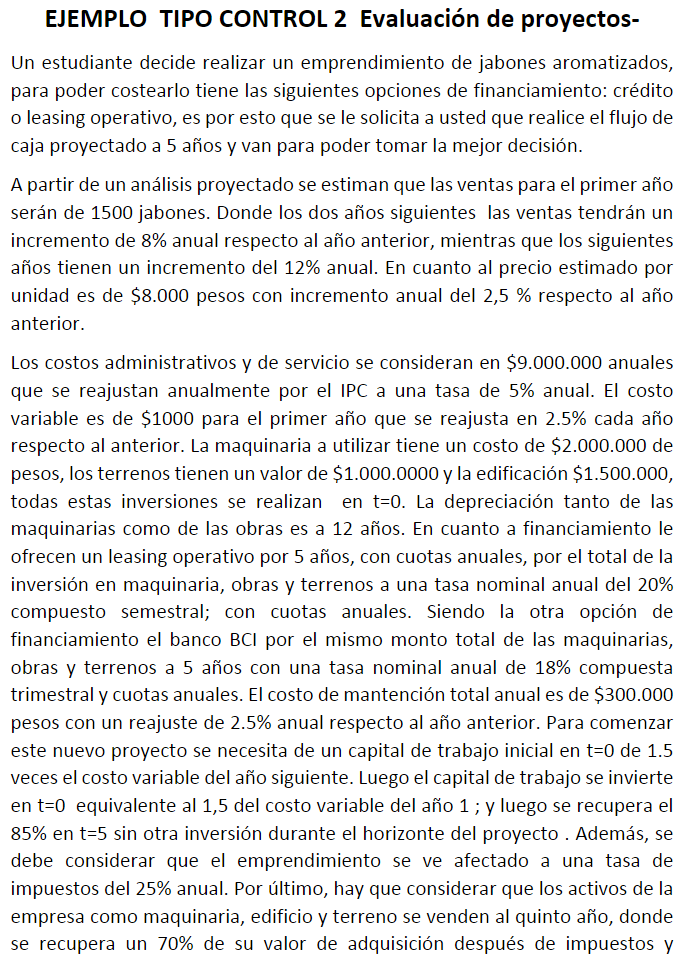 EJEMPLO TIPO CONTROL 2 Evaluación de proyectos-
Un estudiante decide realizar un emprendimiento de jabones aromatizados,
para poder costearlo tiene las siguientes opciones de financiamiento: crédito
o leasing operativo, es por esto que se le solicita a usted que realice el flujo de
caja proyectado a 5 años y van para poder tomar la mejor decisión.
A partir de un análisis proyectado se estiman que las ventas para el primer año
serán de 1500 jabones. Donde los dos años siguientes las ventas tendrán un
incremento de 8% anual respecto al año anterior, mientras que los siguientes
años tienen un incremento del 12% anual. En cuanto al precio estimado por
unidad es de $8.000 pesos con incremento anual del 2,5 % respecto al año
anterior.
Los costos administrativos y de servicio se consideran en $9.000.000 anuales
que se reajustan anualmente por el IPC a una tasa de 5% anual. El costo
variable es de $1000 para el primer año que se reajusta en 2.5% cada año
respecto al anterior. La maquinaria a utilizar tiene un costo de $2.000.000 de
pesos, los terrenos tienen un valor de $1.000.0000 y la edificación $1.500.000,
todas estas inversiones se realizan en t=0. La depreciación tanto de las
maquinarias como de las obras es a 12 años. En cuanto a financiamiento le
ofrecen un leasing operativo por 5 años, con cuotas anuales, por el total de la
inversión en maquinaria, obras y terrenos a una tasa nominal anual del 20%
compuesto semestral; con cuotas anuales. Siendo la otra opción de
financiamiento el banco BCI por el mismo monto total de las maquinarias,
obras y terrenos a 5 años con una tasa nominal anual de 18% compuesta
trimestral y cuotas anuales. El costo de mantención total anual es de $300.000
pesos con un reajuste de 2.5% anual respecto al año anterior. Para comenzar
este nuevo proyecto se necesita de un capital de trabajo inicial en t=0 de 1.5
veces el costo variable del año siguiente. Luego el capital de trabajo se invierte
en t=0 equivalente al 1,5 del costo variable del año 1 ; y luego se recupera el
85% en t=5 sin otra inversión durante el horizonte del proyecto . Además, se
debe considerar que el emprendimiento se ve afectado a una tasa de
impuestos del 25% anual. Por último, hay que considerar que los activos de la
empresa como maquinaria, edificio y terreno se venden al quinto año, donde
se recupera un 70% de su valor de adquisición después de impuestos y